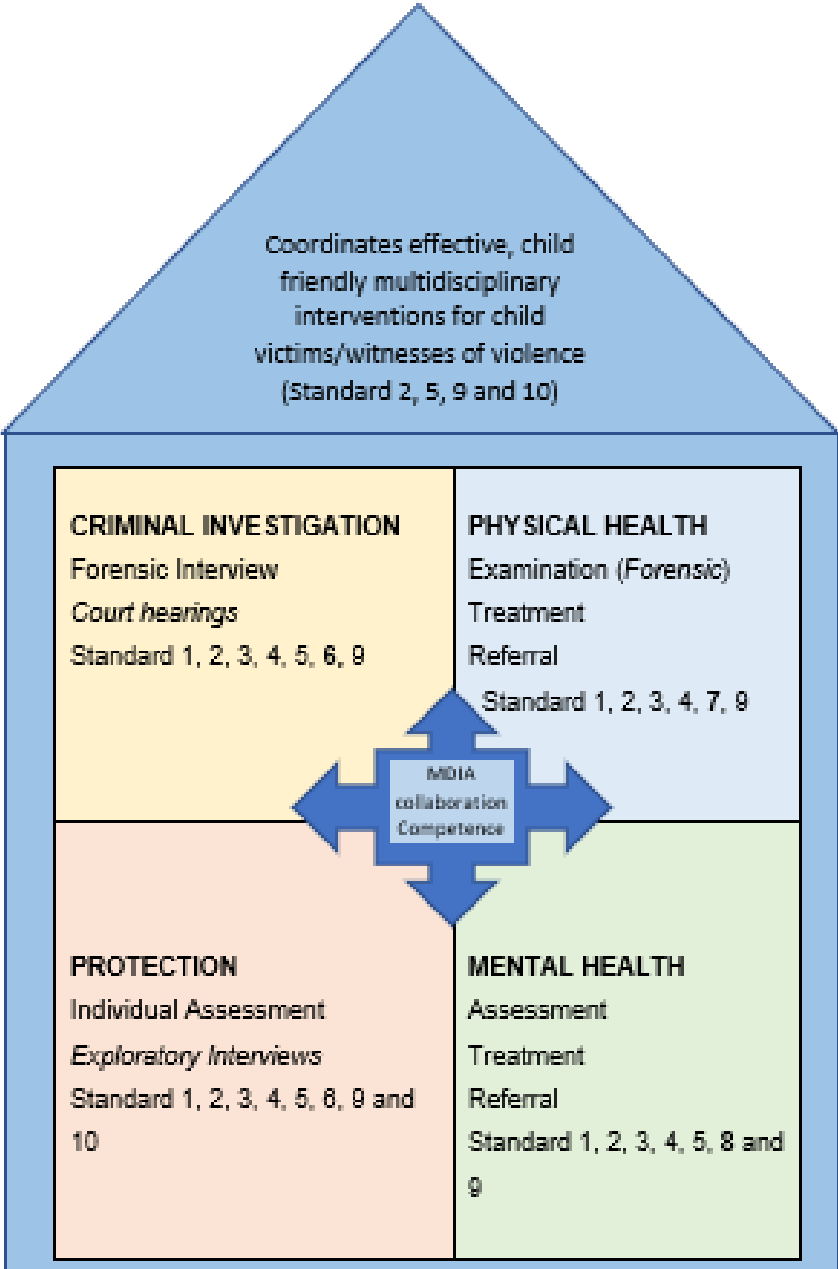 Coordinates effective, child
friendly multidisciplinary
interventions for child
victims/witnesses of violence
(Standard 2, 5, 9 and 10)
CRIMINAL INVESTIGATION
Forensic Interview
Court hearings
Standard 1, 2, 3, 4, 5, 6, 9
PHYSICAL HEALTH
Examination (Forensic)
Treatment
Referral
Standard 1, 2, 3, 4, 7, 9
MDIA
collaboration
Competence
PROTECTION
Individual Assessment
Exploratory Interviews
Standard 1, 2, 3, 4, 5, 6, 9 and
10
MENTAL HEALTH
Assessment
Treatment
Referral
Standard 1, 2, 3, 4, 5, 8 and
9